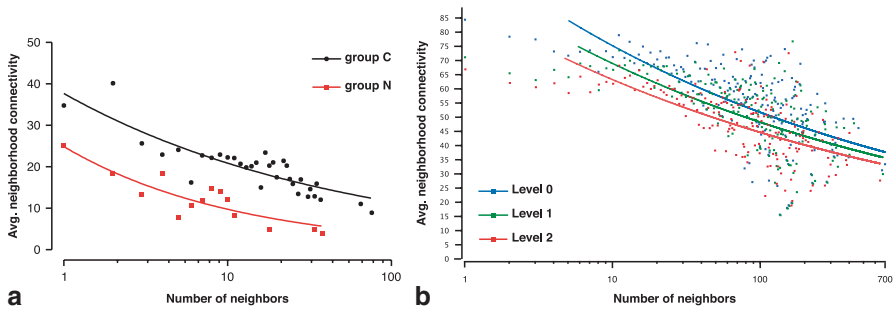 Avg. neighborhood connectivity
50
40
30
20
10
0
group C
group N
1
10
100
Number of neighbors
a
Avg. neighborhood connectivity
85
80
75
70
65
60
55
50
45
40
35
30
25
20
15
10
5
0
Level 0
Level 1
Level 2
1
10
100
700
Number of neighbors
b